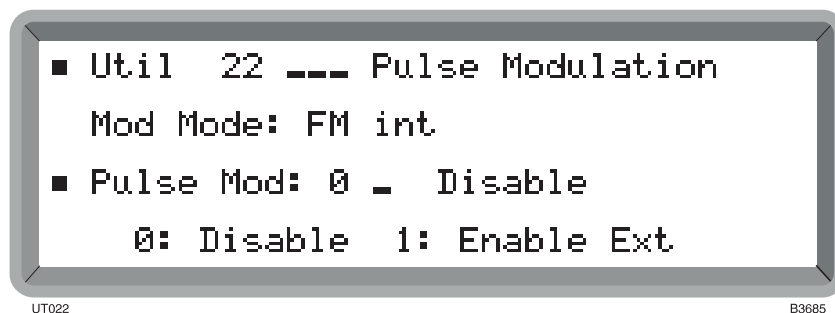 ■ Util 22 ___ Pulse Modulation
Mod Mode: FM int
■ Pulse Mod: 0 _ Disable
0: Disable 1: Enable Ext
UT022 B3685